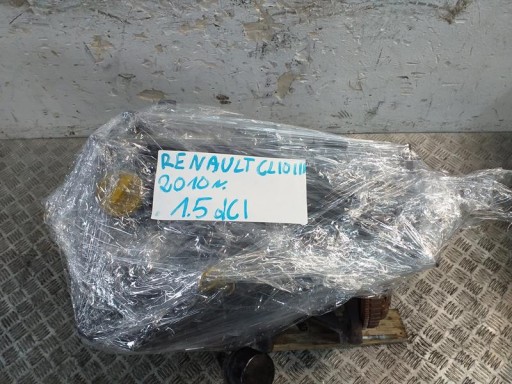 RENAULT CLIO III
2010 r.
1.5 dCI